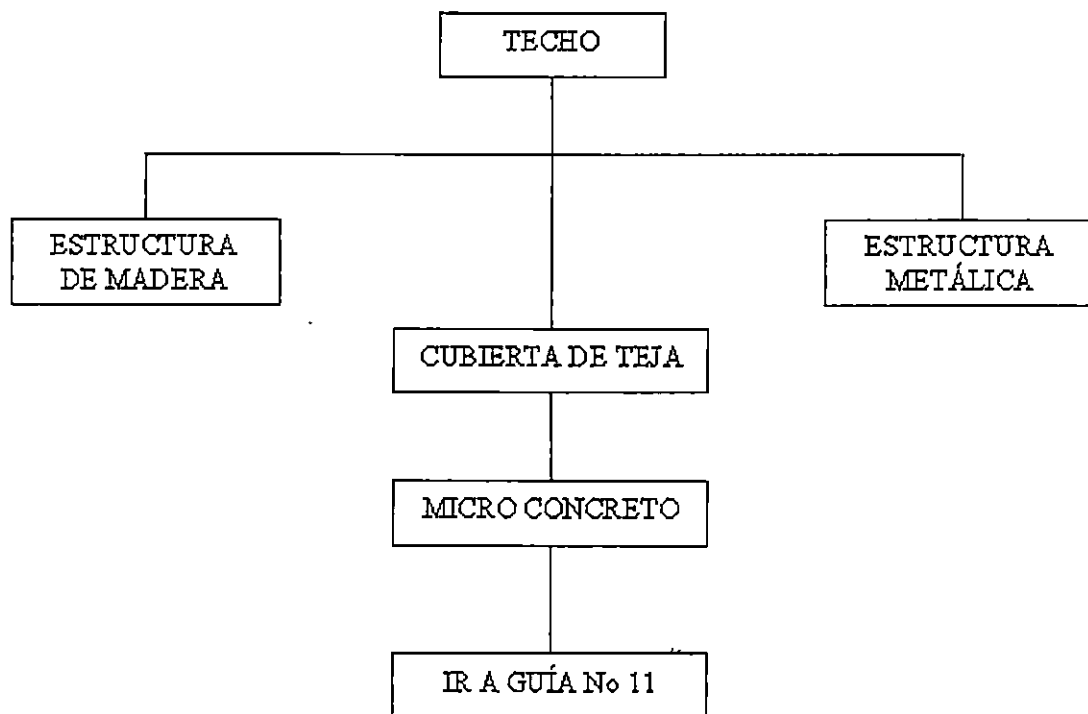 TECHO
ESTRUCTURA
DE MADERA
ESTRUCTURA
METÁLICA
CUBIERTA DE TEJA
MICRO CONCRETO
IR A GUÍA No 11